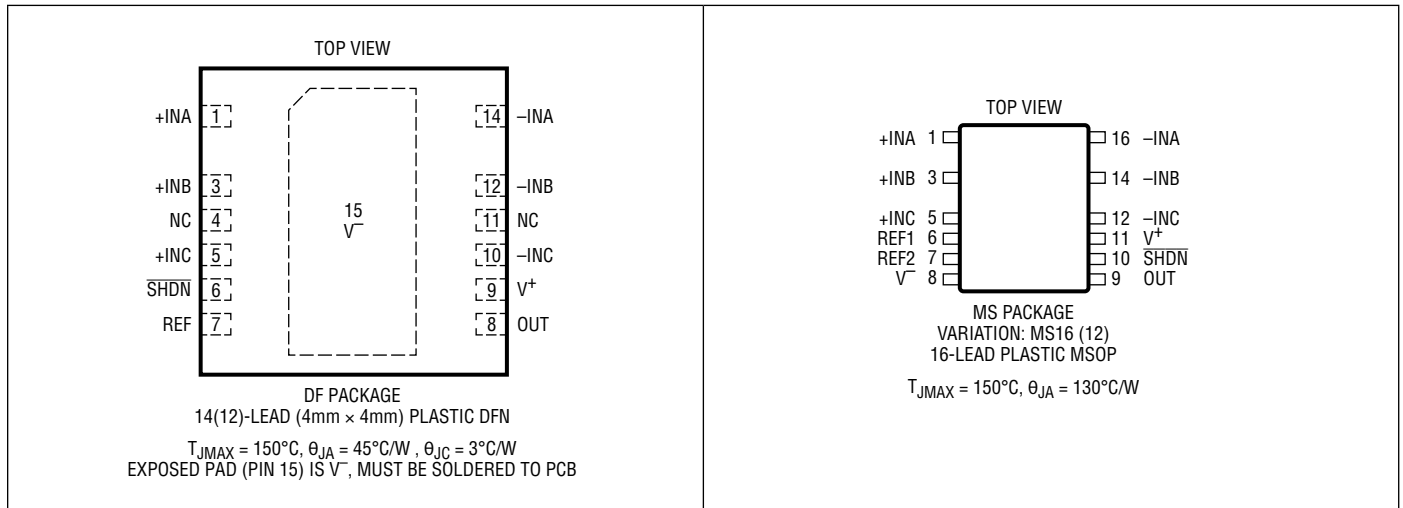 TOP VIEW
+INA 1 14 –INA
+INB 3 12 –INB
NC 4 15 11 NC
V–
+INC 5 10 –INC
SHDN 6 9 V+
REF 7 8 OUT
DF PACKAGE
14(12)-LEAD (4mm × 4mm) PLASTIC DFN
TJMAX = 150°C, θJA = 45°C/W , θJC = 3°C/W
EXPOSED PAD (PIN 15) IS V–, MUST BE SOLDERED TO PCB
TOP VIEW
+INA 1 16 –INA
+INB 3 14 –INB
+INC 5 12 –INC
REF1 6 11 V+
REF2 7 10 SHDN
V– 8 9 OUT
MS PACKAGE
VARIATION: MS16 (12)
16-LEAD PLASTIC MSOP
TJMAX = 150°C, θJA = 130°C/W